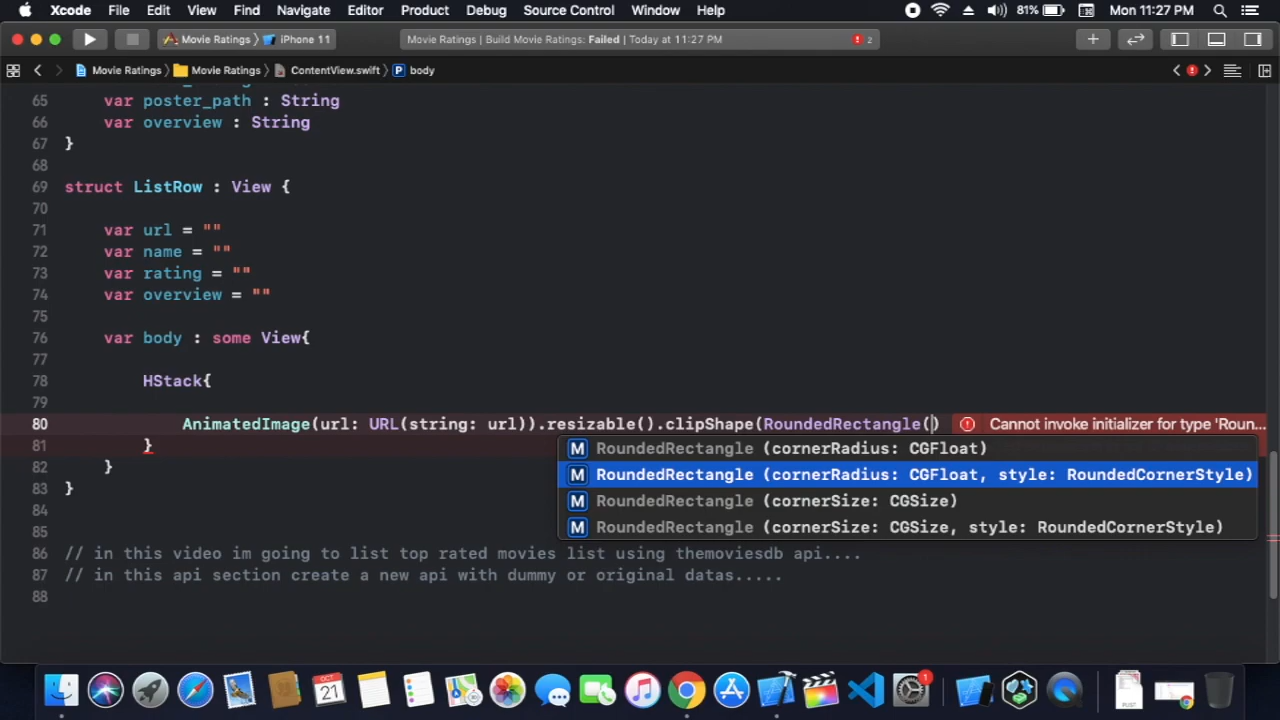 Xcode File Edit View Find Navigate Editor Product Debug Source Control Window Help 81% Mon 11:27 PM
Movie Ratings iPhone 11 Movie Ratings | Build Movie Ratings: Failed | Today at 11:27 PM 2
Movie Ratings Movie Ratings ContentView.swift P body
65 var poster_path : String
66 var overview : String
67 }
68
69 struct ListRow : View {
70
71 var url = ""
72 var name = ""
73 var rating = ""
74 var overview = ""
75
76 var body : some View{
77
78 HStack{
79
80 AnimatedImage(url: URL(string: url)).resizable().clipShape(RoundedRectangle() Cannot invoke initializer for type 'Roun...
81 }
M RoundedRectangle (cornerRadius: CGFloat)
82 }
M RoundedRectangle (cornerRadius: CGFloat, style: RoundedCornerStyle)
83 }
M RoundedRectangle (cornerSize: CGSize)
84
M RoundedRectangle (cornerSize: CGSize, style: RoundedCornerStyle)
85
86 // in this video im going to list top rated movies list using themoviesdb api....
87 // in this api section create a new api with dummy or original datas.....
88
OCT
21